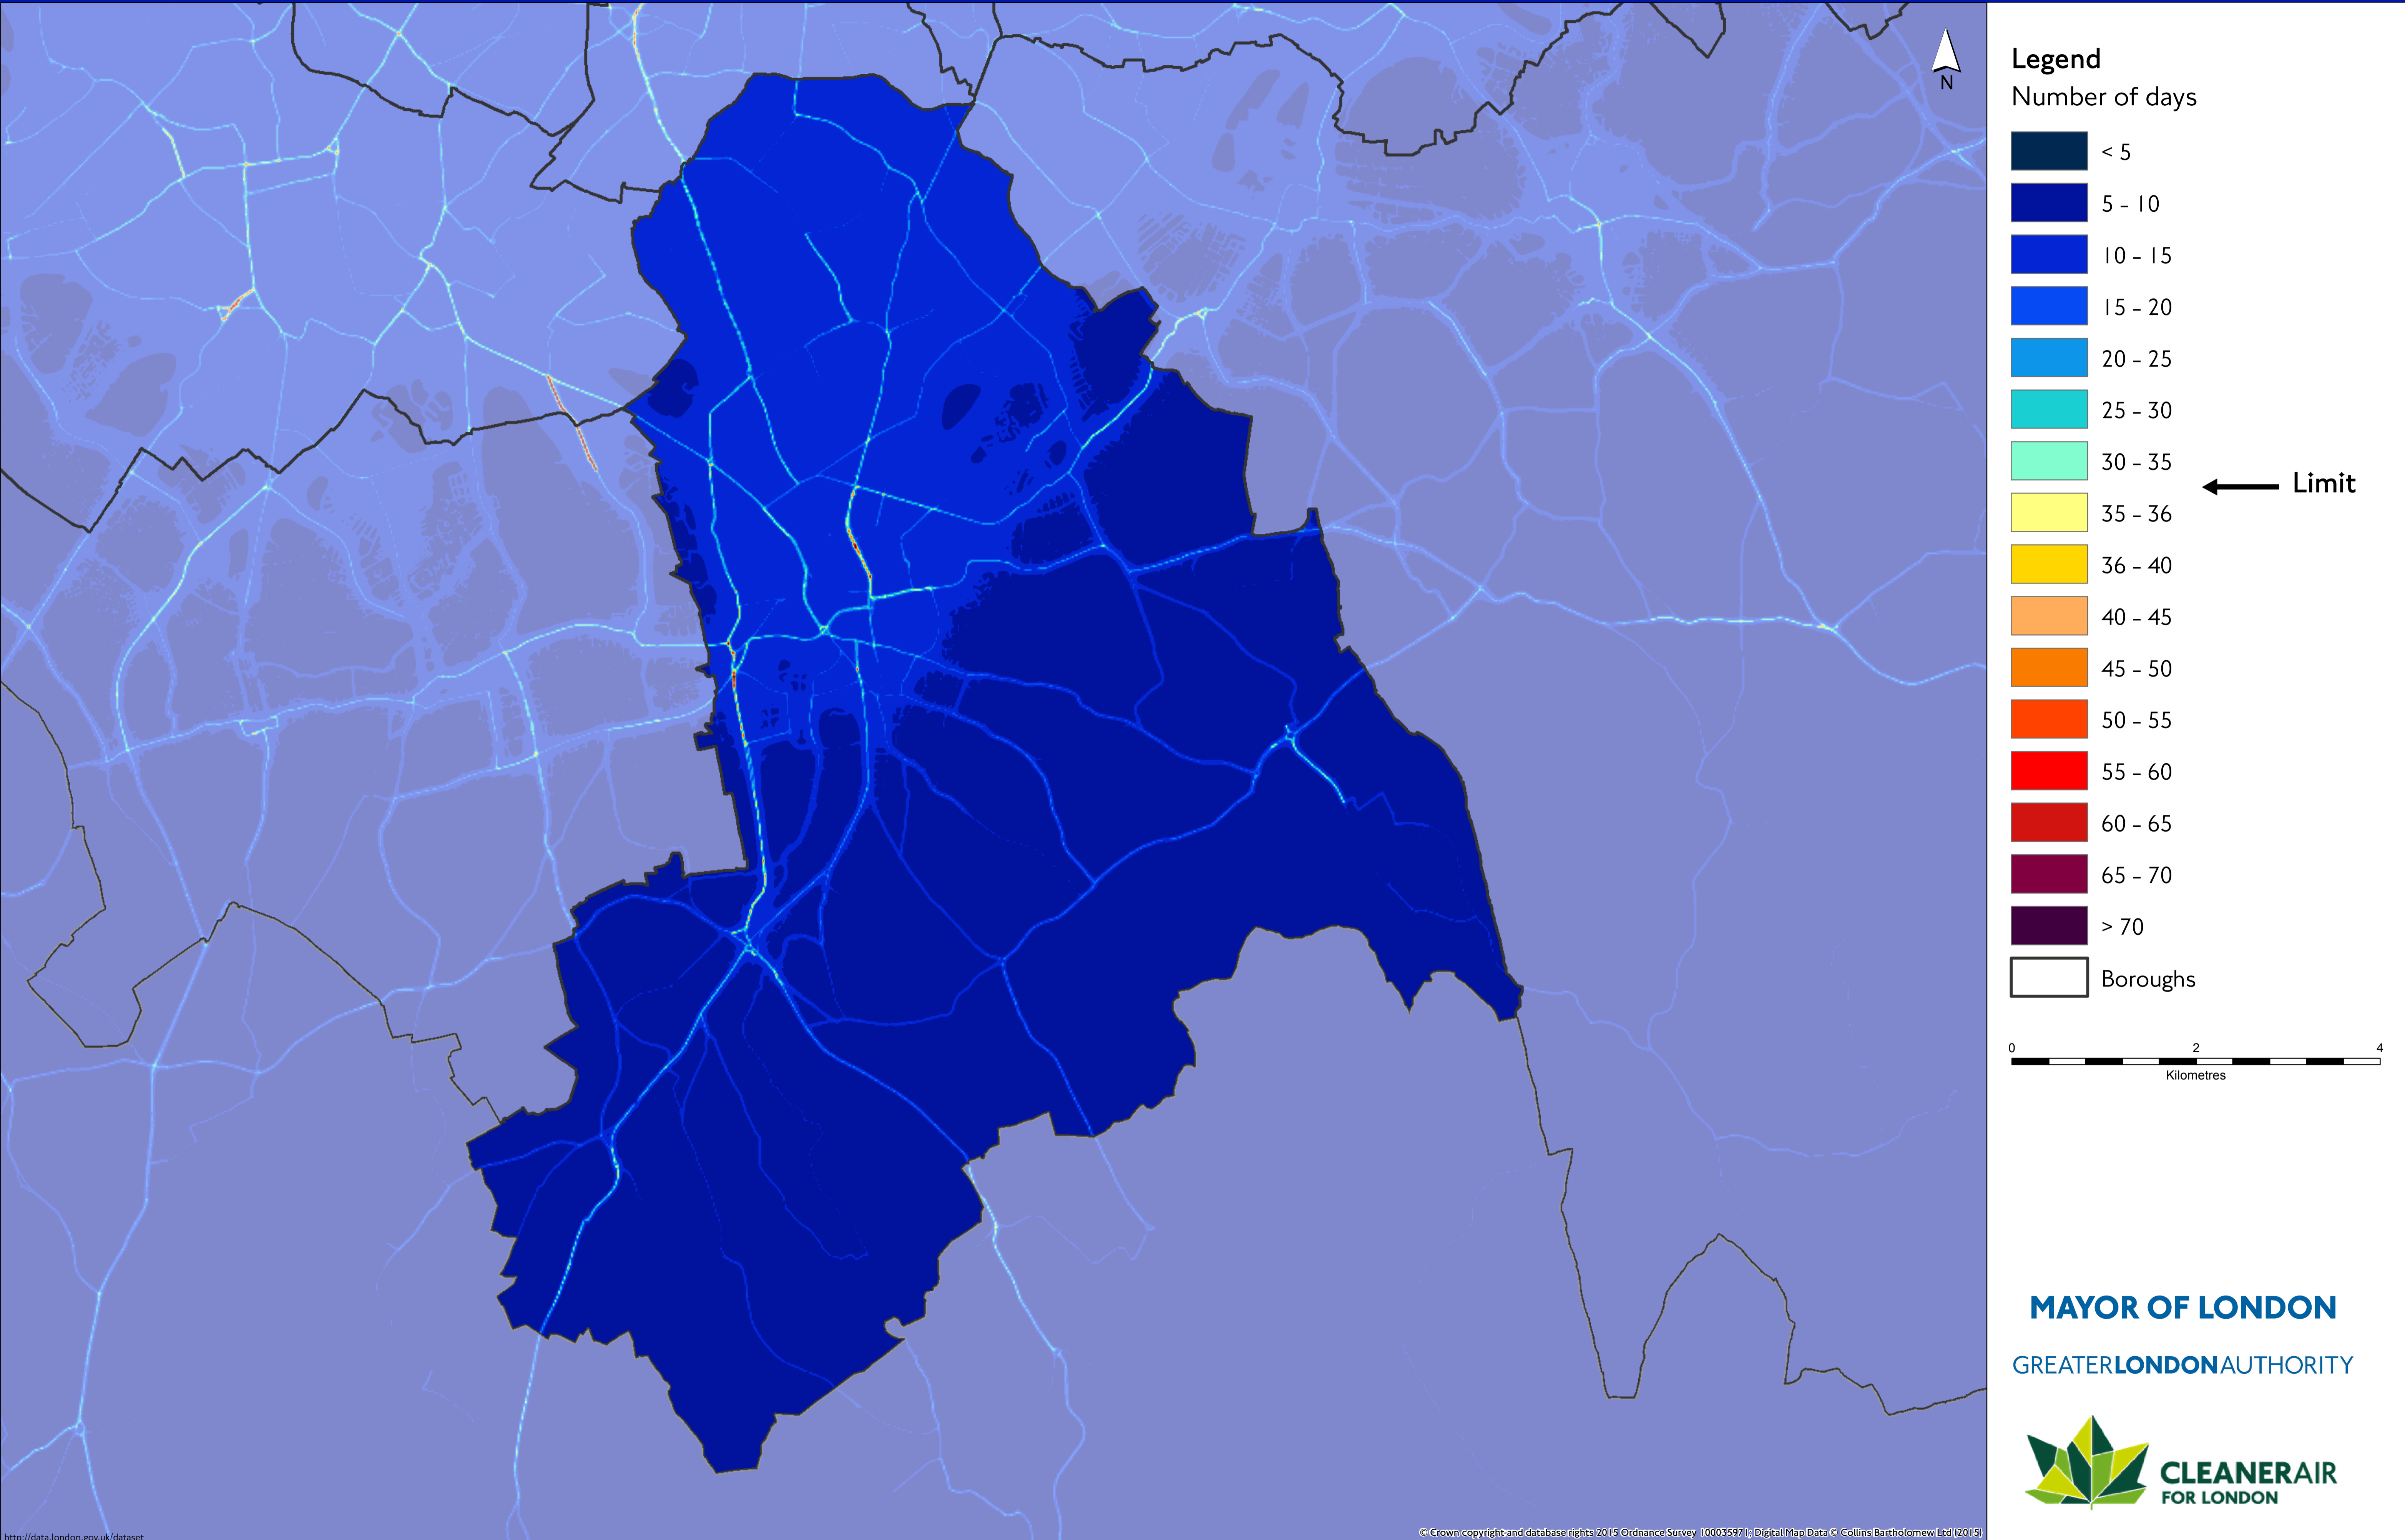 N
Legend
Number of days
< 5
5 - 10
10 - 15
15 - 20
20 - 25
25 - 30
30 - 35
Limit
35 - 36
36 - 40
40 - 45
45 - 50
50 - 55
55 - 60
60 - 65
65 - 70
> 70
Boroughs
0 2 4
Kilometres
MAYOR OF LONDON
GREATERLONDONAUTHORITY
CLEANERAIR
FOR LONDON
http://data.london.gov.uk/dataset
© Crown copyright and database rights 2015 Ordnance Survey 100035971; Digital Map Data © Collins Bartholomew Ltd (2015)